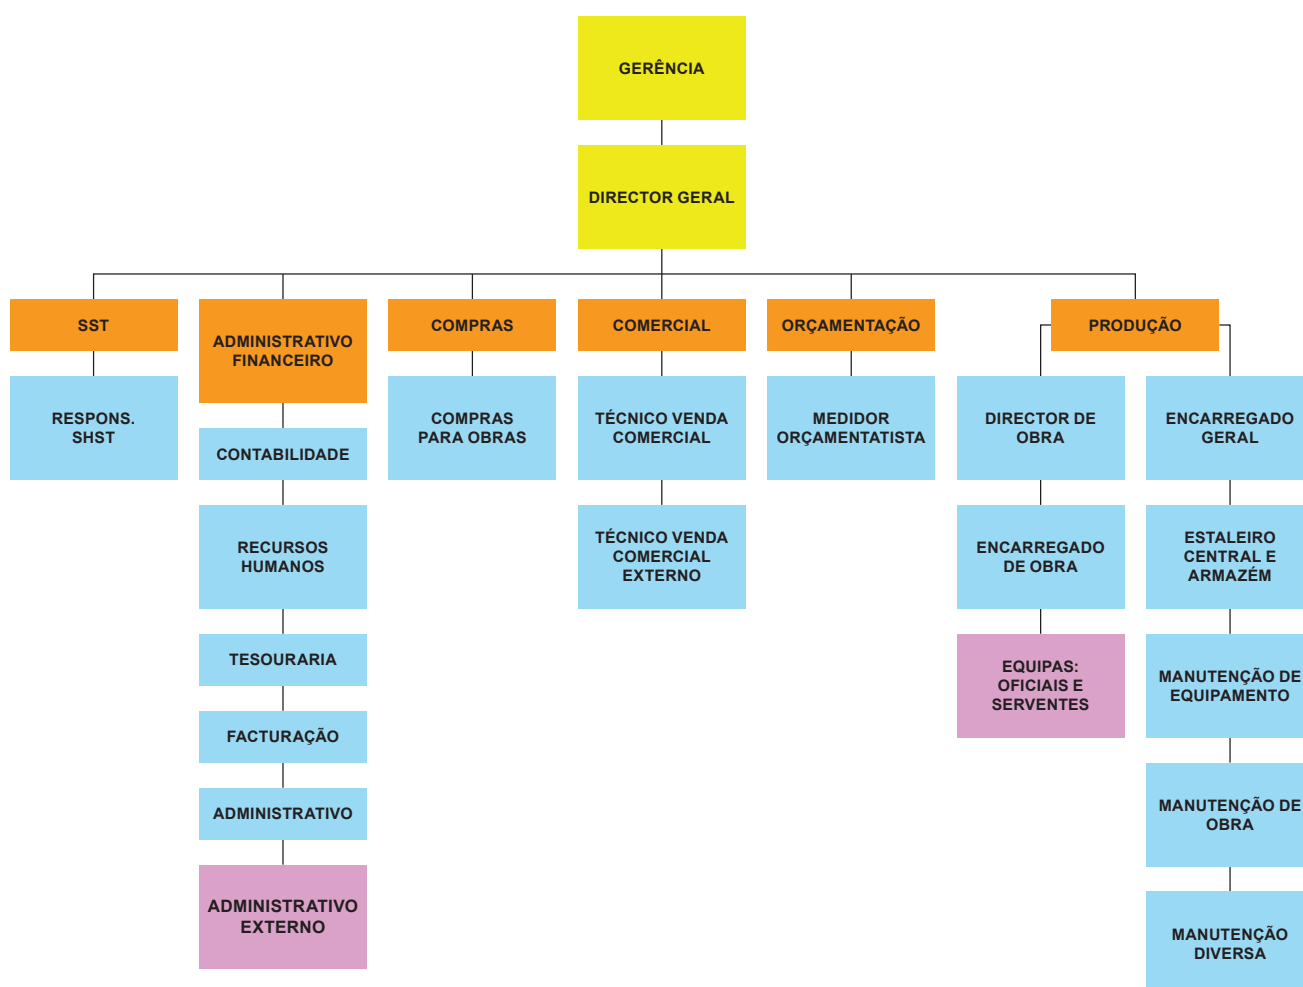 GERÊNCIA
DIRECTOR GERAL
SST
ADMINISTRATIVO
FINANCEIRO
COMPRAS
COMERCIAL
ORÇAMENTAÇÃO
PRODUÇÃO
RESPONS.
SHST
CONTABILIDADE
RECURSOS
HUMANOS
TESOURARIA
FACTURAÇÃO
ADMINISTRATIVO
ADMINISTRATIVO
EXTERNO
COMPRAS
PARA OBRAS
TÉCNICO VENDA
COMERCIAL
TÉCNICO VENDA
COMERCIAL
EXTERNO
MEDIDOR
ORÇAMENTATISTA
DIRECTOR DE
OBRA
ENCARREGADO
DE OBRA
EQUIPAS:
OFICIAIS E
SERVENTES
ENCARREGADO
GERAL
ESTALEIRO
CENTRAL E
ARMAZÉM
MANUTENÇÃO DE
EQUIPAMENTO
MANUTENÇÃO DE
OBRA
MANUTENÇÃO
DIVERSA